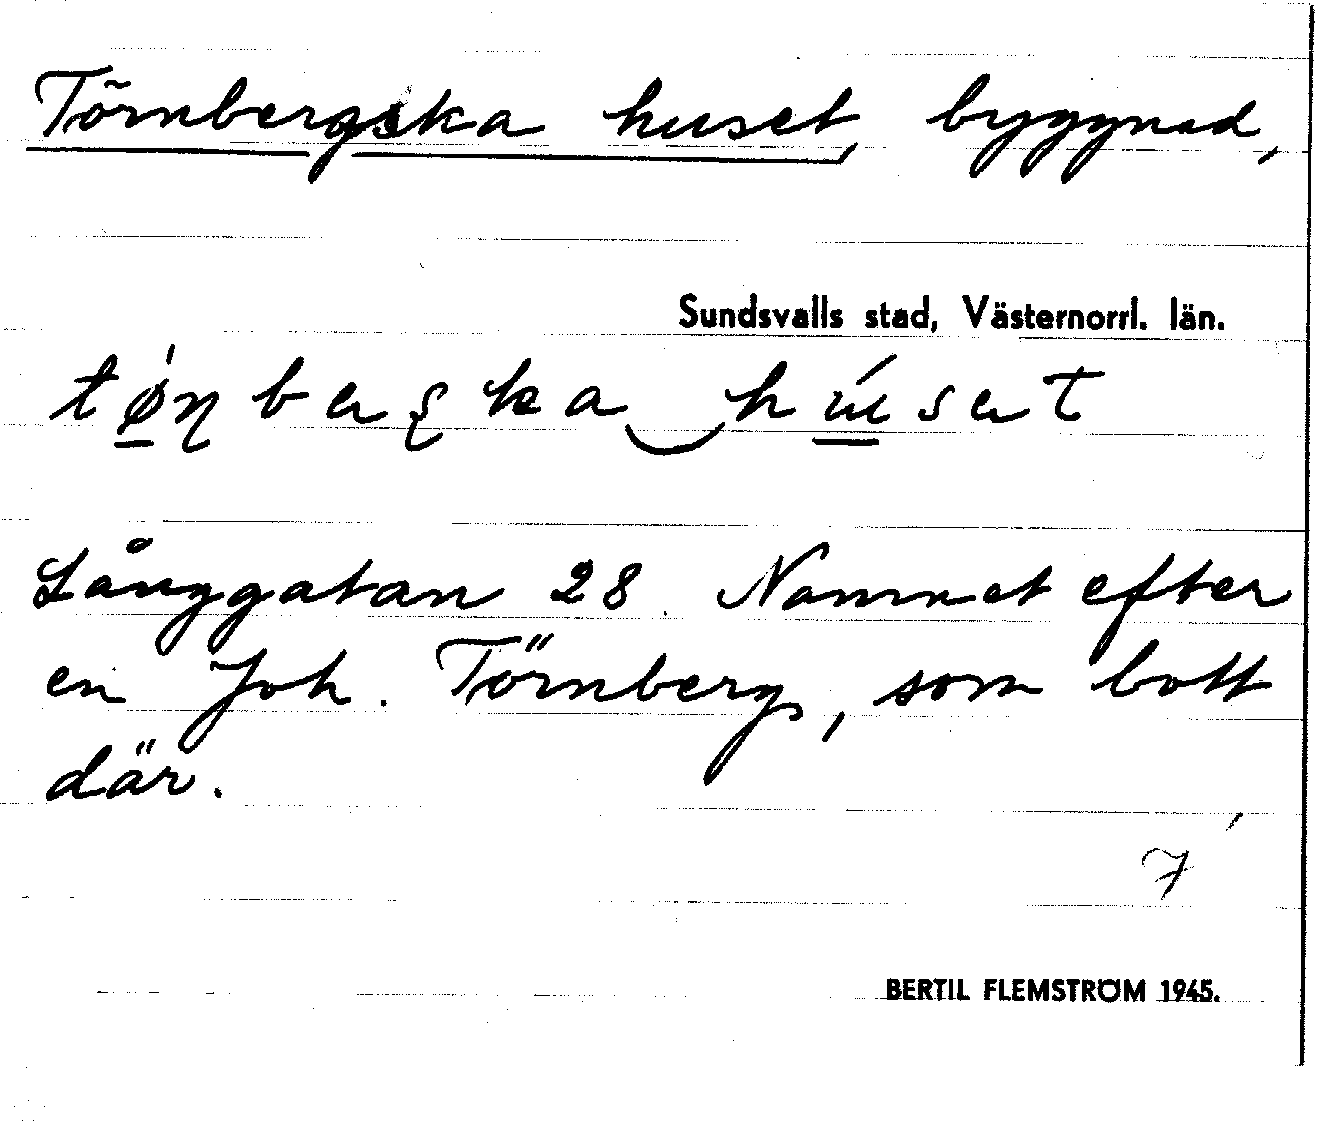 Törnbergska huset, byggnad,
Sundsvalls stad, Västernorrl. län.
Långgatan 28. Namnet efter
en Joh. Törnberg, som bott
där.
7
BERTIL FLEMSTRÖM 1945.